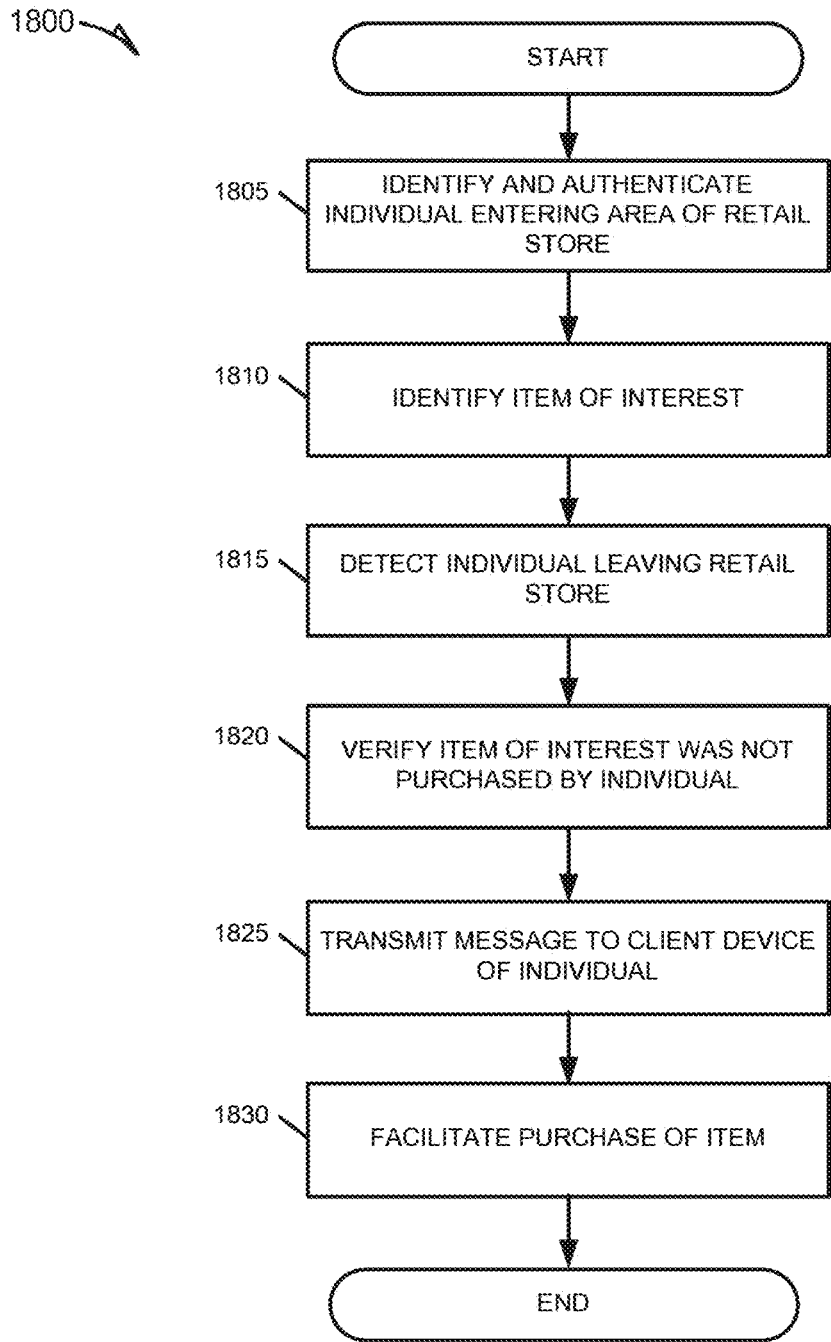 1800
START
1805
IDENTIFY AND AUTHENTICATE
INDIVIDUAL ENTERING AREA OF RETAIL
STORE
1810
IDENTIFY ITEM OF INTEREST
1815
DETECT INDIVIDUAL LEAVING RETAIL
STORE
1820
VERIFY ITEM OF INTEREST WAS NOT
PURCHASED BY INDIVIDUAL
1825
TRANSMIT MESSAGE TO CLIENT DEVICE
OF INDIVIDUAL
1830
FACILITATE PURCHASE OF ITEM
END